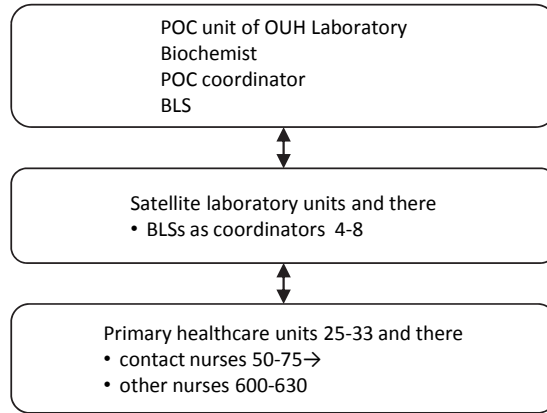 POC unit of OUH Laboratory
Biochemist
POC coordinator
BLS
Satellite laboratory units and there
• BLSs as coordinators 4-8
Primary healthcare units 25-33 and there
• contact nurses 50-75→
• other nurses 600-630